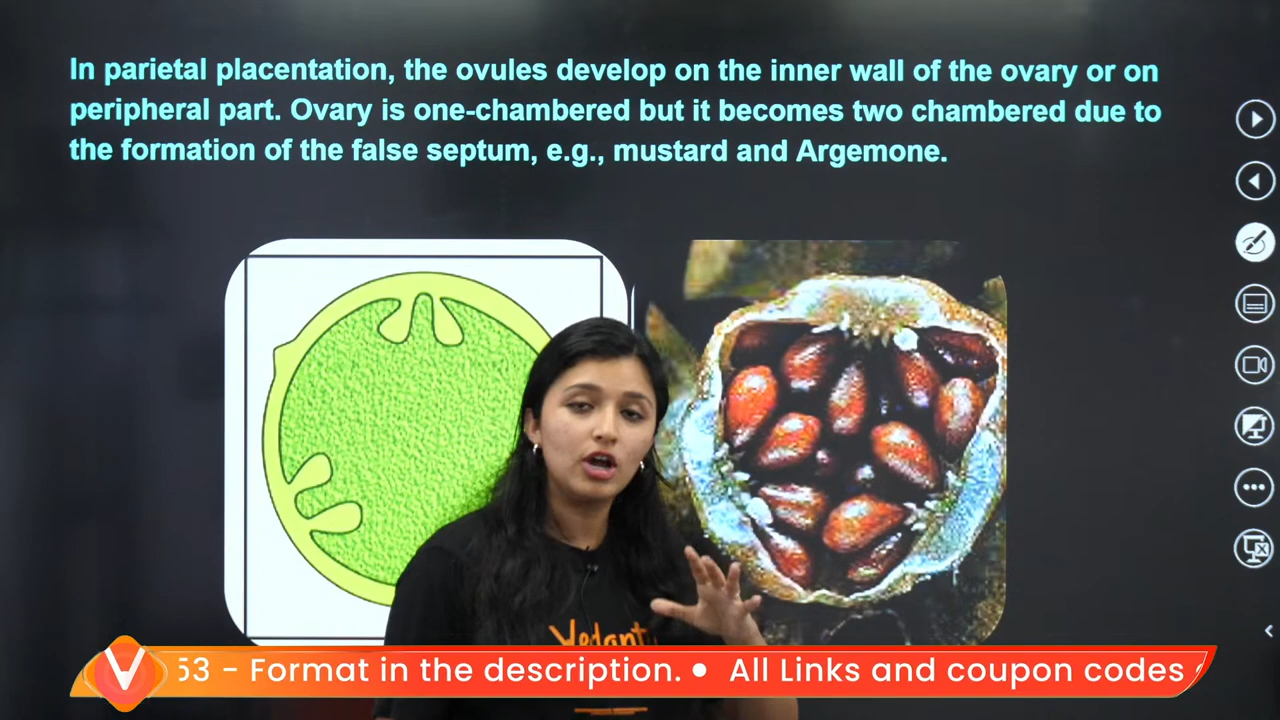 In parietal placentation, the ovules develop on the inner wall of the ovary or on
peripheral part. Ovary is one-chambered but it becomes two chambered due to
the formation of the false septum, e.g., mustard and Argemone.
53 - Format in the description. ● All Links and coupon codes